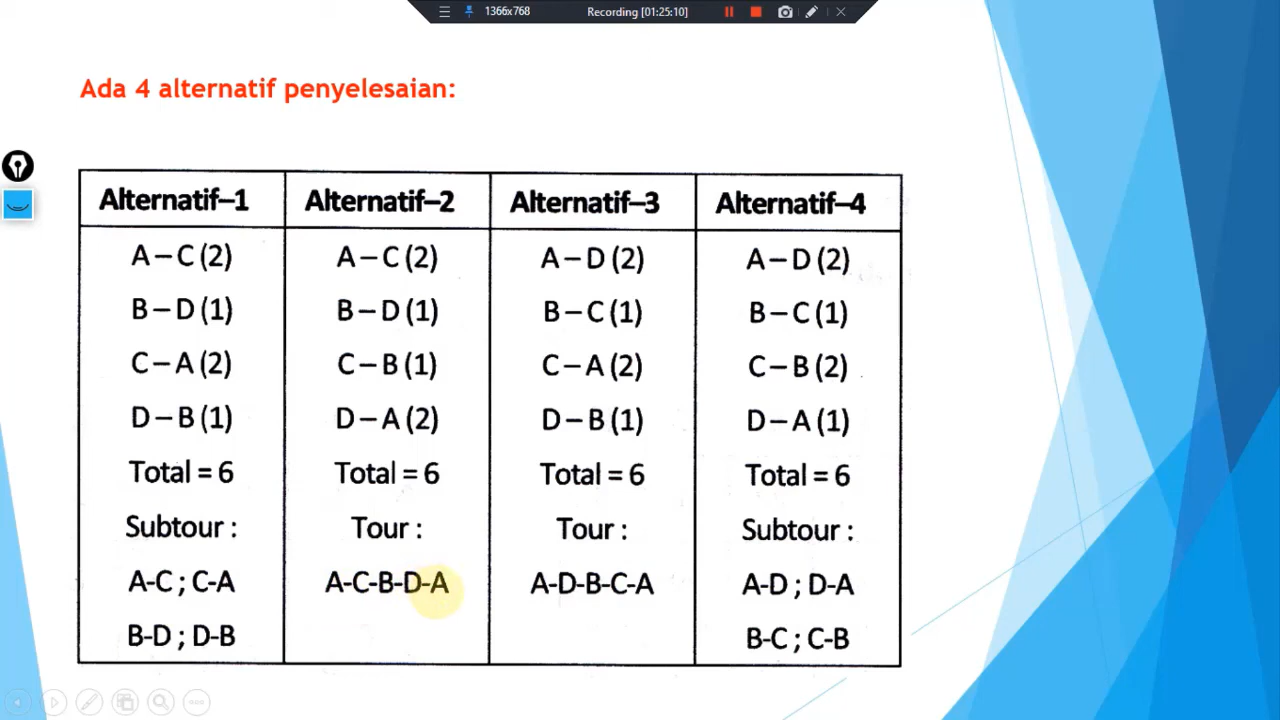 1366x768 Recording [01:25:10]
Ada 4 alternatif penyelesaian:
Alternatif–1 Alternatif–2 Alternatif–3 Alternatif–4
A – C (2) A – C (2) A – D (2) A – D (2)
B – D (1) B – D (1) B – C (1) B – C (1)
C – A (2) C – B (1) C – A (2) C – B (2)
D – B (1) D – A (2) D – B (1) D – A (1)
Total = 6 Total = 6 Total = 6 Total = 6
Subtour : Tour : Tour : Subtour :
A-C ; C-A A-C-B-D-A A-D-B-C-A A-D ; D-A
B-D ; D-B B-C ; C-B